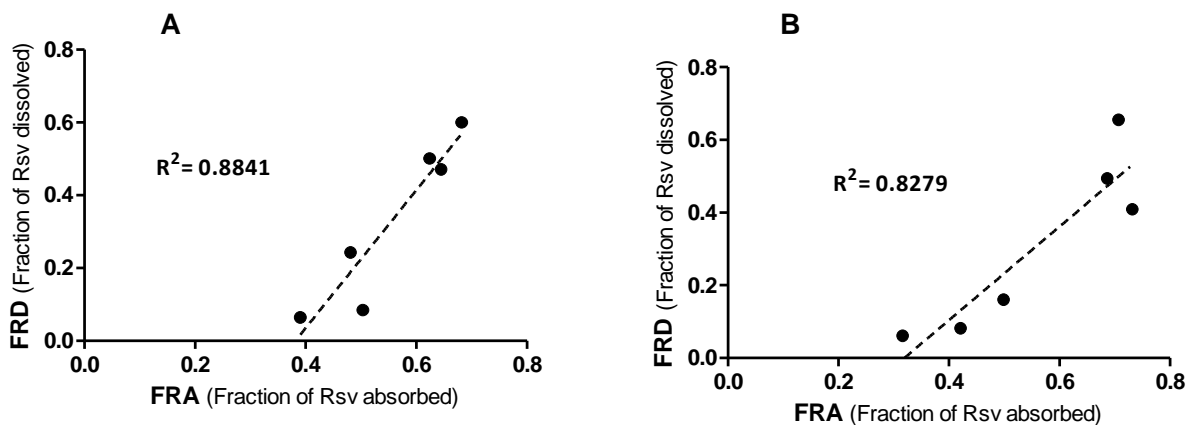 A
FRD (Fraction of Rsv dissolved)
0.8
0.6
0.4
0.2
0.0
R²= 0.8841
0.0 0.2 0.4 0.6 0.8
FRA (Fraction of Rsv absorbed)
B
FRD (Fraction of Rsv dissolved)
0.8
0.6
0.4
0.2
0.0
R²= 0.8279
0.0 0.2 0.4 0.6 0.8
FRA (Fraction of Rsv absorbed)